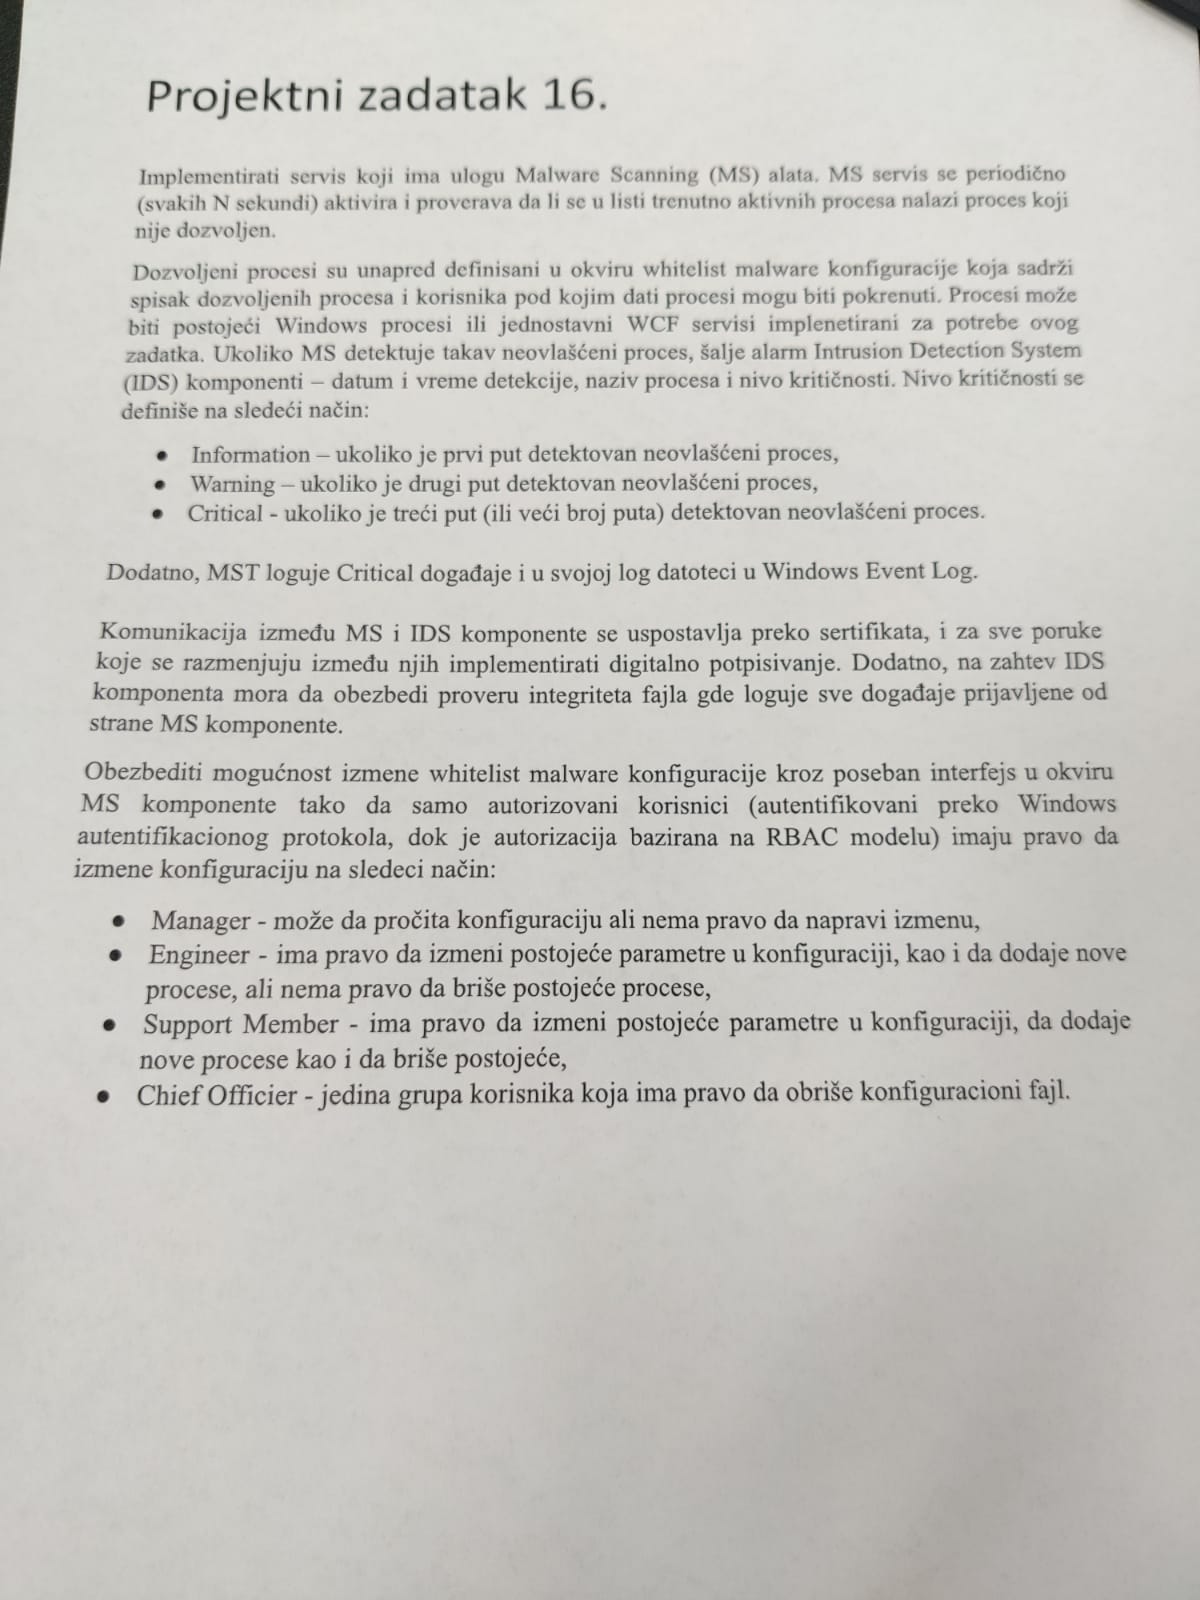 Projektni zadatak 16.
Implementirati servis koji ima ulogu Malware Scanning (MS) alata. MS servis se periodično
(svakih N sekundi) aktivira i proverava da li se u listi trenutno aktivnih procesa nalazi proces koji
nije dozvoljen.
Dozvoljeni procesi su unapred definisani u okviru whitelist malware konfiguracije koja sadrži
spisak dozvoljenih procesa i korisnika pod kojim dati procesi mogu biti pokrenuti. Procesi može
biti postojeći Windows procesi ili jednostavni WCF servisi implenetirani za potrebe ovog
zadatka. Ukoliko MS detektuje takav neovlašćeni proces, šalje alarm Intrusion Detection System
(IDS) komponenti – datum i vreme detekcije, naziv procesa i nivo kritičnosti. Nivo kritičnosti se
definiše na sledeći način:
• Information – ukoliko je prvi put detektovan neovlašćeni proces,
• Warning – ukoliko je drugi put detektovan neovlašćeni proces,
• Critical - ukoliko je treći put (ili veći broj puta) detektovan neovlašćeni proces.
Dodatno, MST loguje Critical događaje i u svojoj log datoteci u Windows Event Log.
Komunikacija između MS i IDS komponente se uspostavlja preko sertifikata, i za sve poruke
koje se razmenjuju između njih implementirati digitalno potpisivanje. Dodatno, na zahtev IDS
komponenta mora da obezbedi proveru integriteta fajla gde loguje sve događaje prijavljene od
strane MS komponente.
Obezbediti mogućnost izmene whitelist malware konfiguracije kroz poseban interfejs u okviru
MS komponente tako da samo autorizovani korisnici (autentifikovani preko Windows
autentifikacionog protokola, dok je autorizacija bazirana na RBAC modelu) imaju pravo da
izmene konfiguraciju na sledeci način:
• Manager - može da pročita konfiguraciju ali nema pravo da napravi izmenu,
• Engineer - ima pravo da izmeni postojeće parametre u konfiguraciji, kao i da dodaje nove
procese, ali nema pravo da briše postojeće procese,
• Support Member - ima pravo da izmeni postojeće parametre u konfiguraciji, da dodaje
nove procese kao i da briše postojeće,
• Chief Officier - jedina grupa korisnika koja ima pravo da obriše konfiguracioni fajl.